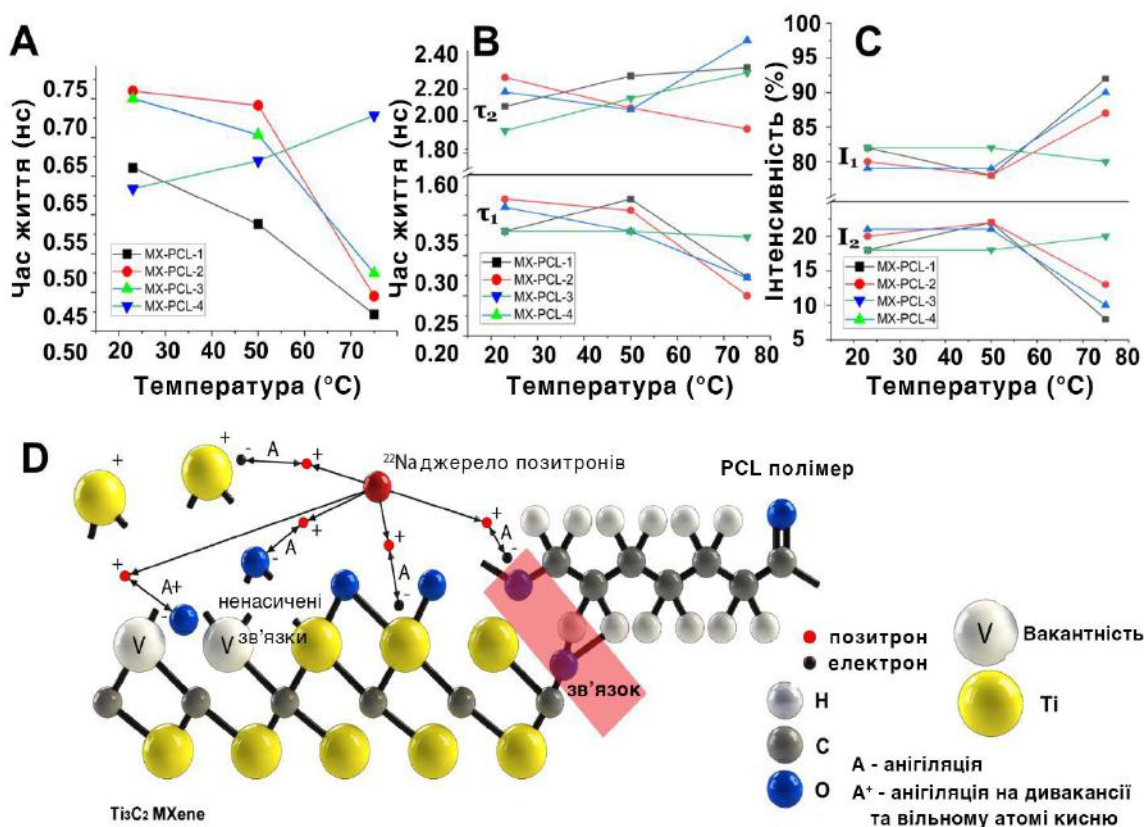 A
Час життя (нс)
0.75
0.70
0.65
0.65
0.55
0.50
0.45
0.50
MX-PCL-1
MX-PCL-2
MX-PCL-3
MX-PCL-4
20 30 40 50 60 70
Температура (°C)
B
Час життя (нс) Час життя (нс)
2.40
2.20
2.00
1.80
1.60
0.35
0.30
0.25
0.20
τ2
τ1
MX-PCL-1
MX-PCL-2
MX-PCL-3
MX-PCL-4
20 30 40 50 60 70 80
Температура (°C)
C
Інтенсивність (%)
100
95
90
85
80
20
15
10
5
I1
I2
MX-PCL-1
MX-PCL-2
MX-PCL-3
MX-PCL-4
20 30 40 50 60 70 80
Температура (°C)
D
+
+
- A +
22Na джерело позитронів
PCL полімер
+ A+ -
- A +
+ A -
+ A -
ненасичені
зв'язки
V V
зв'язок
позитрон
електрон
H
C
O
V Вакантність
Ti
A - анігіляція
A+ - анігіляція на дивакансії
та вільному атомі кисню
Ti3C2 MXene